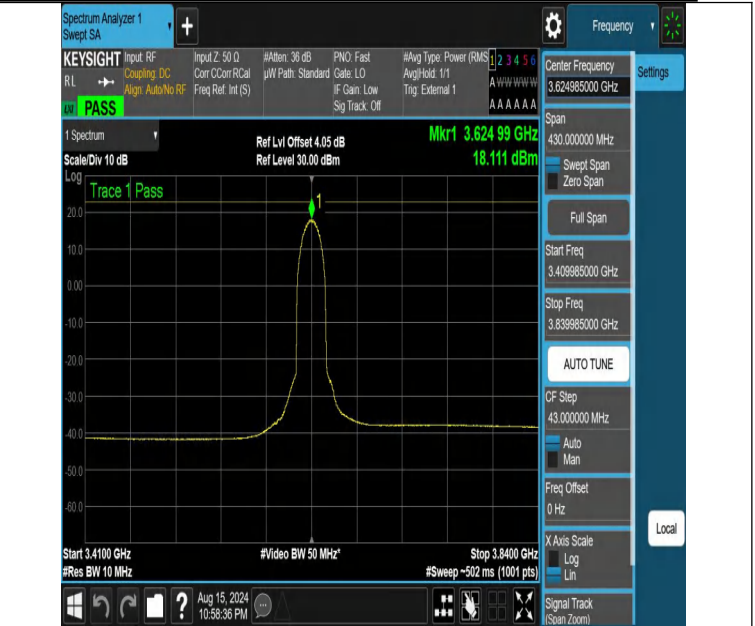 Spectrum Analyzer 1
Swept SA
+
Frequency
KEYSIGHT
RL
PASS
Input: RF
Coupling: DC
Align: Auto/No RF
Input Z: 50 Ω
Corr CCorr RCal
Freq Ref: Int (S)
#Atten: 36 dB
µW Path: Standard
PNO: Fast
Gate: LO
IF Gain: Low
Sig Track: Off
#Avg Type: Power (RMS
Avg|Hold: 1/1
Trig: External 1
1 2 3 4 5 6
A W W W W W
A A A A A A
Center Frequency
3.624985000 GHz
Settings
1 Spectrum
Scale/Div 10 dB
Ref Lvl Offset 4.05 dB
Ref Level 30.00 dBm
Mkr1 3.624 99 GHz
18.111 dBm
Log
Trace 1 Pass
1
20.0
10.0
0.00
-10.0
-20.0
-30.0
-40.0
-50.0
-60.0
Start 3.4100 GHz
#Res BW 10 MHz
#Video BW 50 MHz*
Stop 3.8400 GHz
#Sweep ~502 ms (1001 pts)
Span
430.000000 MHz
Swept Span
Zero Span
Full Span
Start Freq
3.409985000 GHz
Stop Freq
3.839985000 GHz
AUTO TUNE
CF Step
43.000000 MHz
Auto
Man
Freq Offset
0 Hz
X Axis Scale
Log
Lin
Signal Track
(Span Zoom)
Local
?
Aug 15, 2024
10:58:36 PM